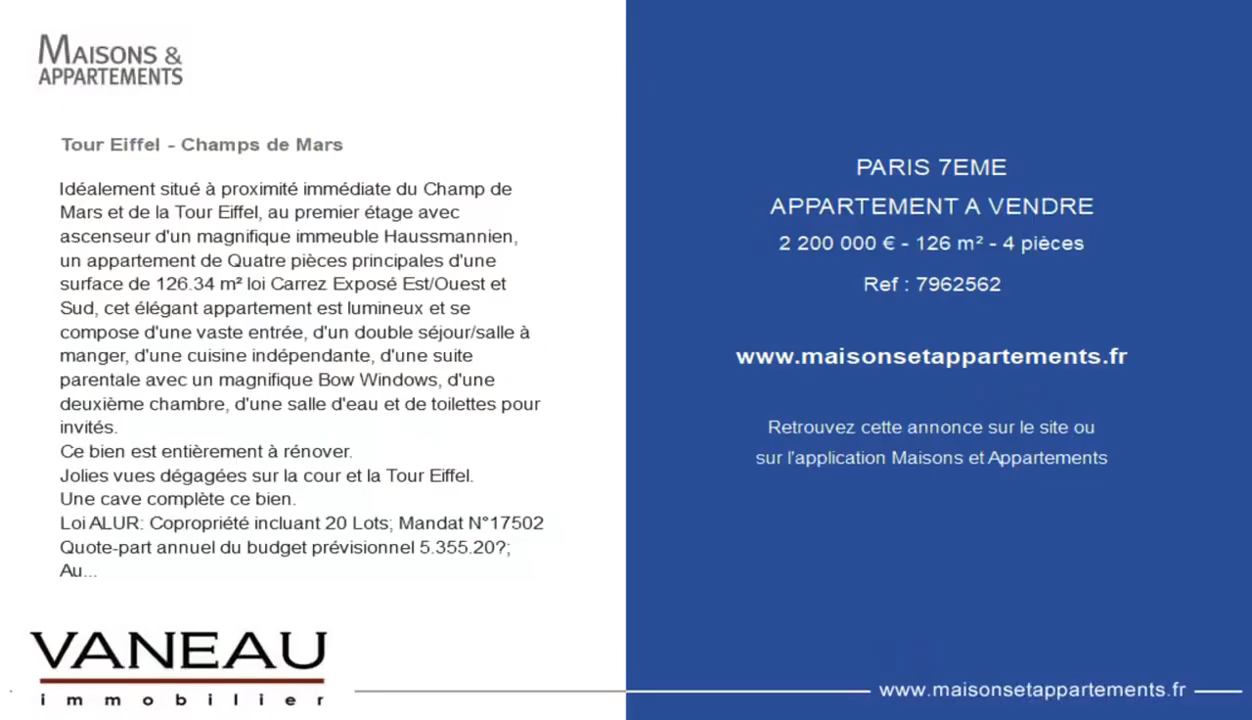 MAISONS &
APPARTEMENTS
Tour Eiffel - Champs de Mars
Idéalement situé à proximité immédiate du Champ de
Mars et de la Tour Eiffel, au premier étage avec
ascenseur d'un magnifique immeuble Haussmannien,
un appartement de Quatre pièces principales d'une
surface de 126.34 m² loi Carrez Exposé Est/Ouest et
Sud, cet élégant appartement est lumineux et se
compose d'une vaste entrée, d'un double séjour/salle à
manger, d'une cuisine indépendante, d'une suite
parentale avec un magnifique Bow Windows, d'une
deuxième chambre, d'une salle d'eau et de toilettes pour
invités.
Ce bien est entièrement à rénover.
Jolies vues dégagées sur la cour et la Tour Eiffel.
Une cave complète ce bien.
Loi ALUR: Copropriété incluant 20 Lots; Mandat N°17502
Quote-part annuel du budget prévisionnel 5.355.20?;
Au...
VANEAU
immobilier
PARIS 7EME
APPARTEMENT A VENDRE
2 200 000 € - 126 m² - 4 pièces
Ref : 7962562
www.maisonsetappartements.fr
Retrouvez cette annonce sur le site ou
sur l'application Maisons et Appartements
www.maisonsetappartements.fr